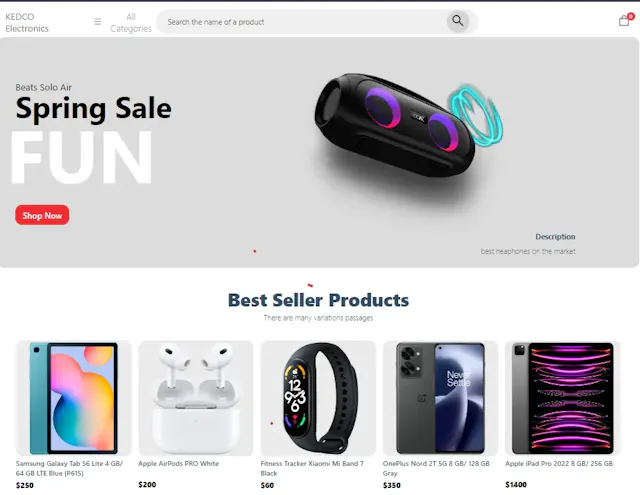 KEDCO
Electronics
All
Categories
Search the name of a product
0
Beats Solo Air
Spring Sale
FUN
Shop Now
Description
best heaphones on the market
Best Seller Products
There are many variations passages
Never
Settle
Samsung Galaxy Tab S6 Lite 4 GB/
64 GB LTE Blue (P615)
$250
Apple AirPods PRO White
$200
Fitness Tracker Xiaomi Mi Band 7
Black
$60
OnePlus Nord 2T 5G 8 GB/ 128 GB
Gray
$350
Apple iPad Pro 2022 8 GB/ 256 GB
$1400